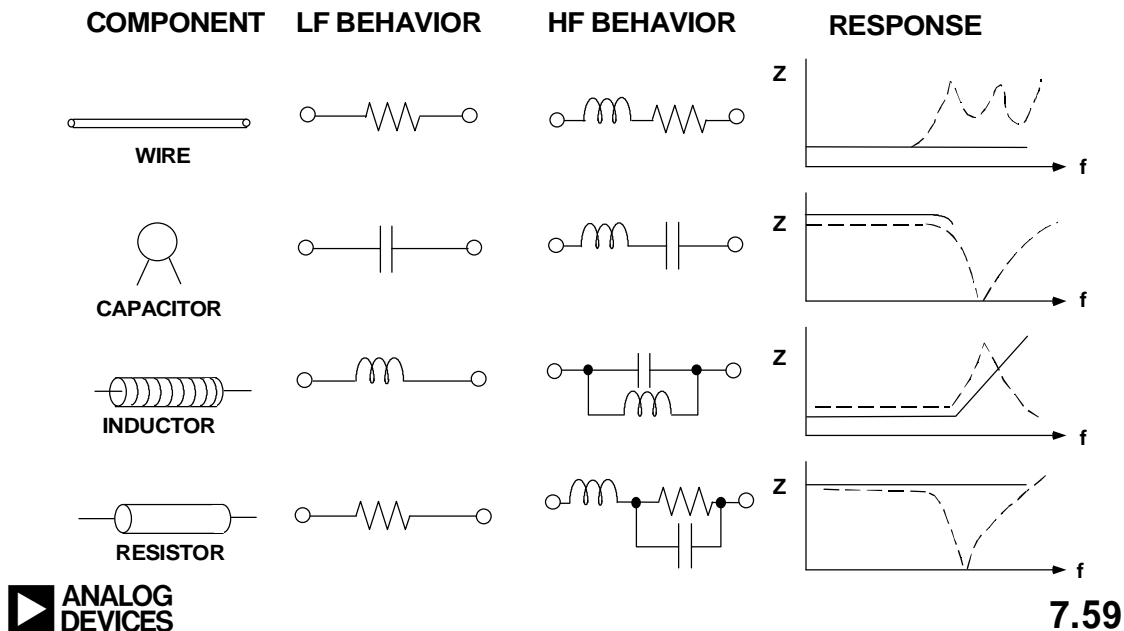 COMPONENT LF BEHAVIOR HF BEHAVIOR RESPONSE
Z
WIRE
f
Z
CAPACITOR
f
Z
INDUCTOR
f
Z
RESISTOR
f
ANALOG
DEVICES
7.59